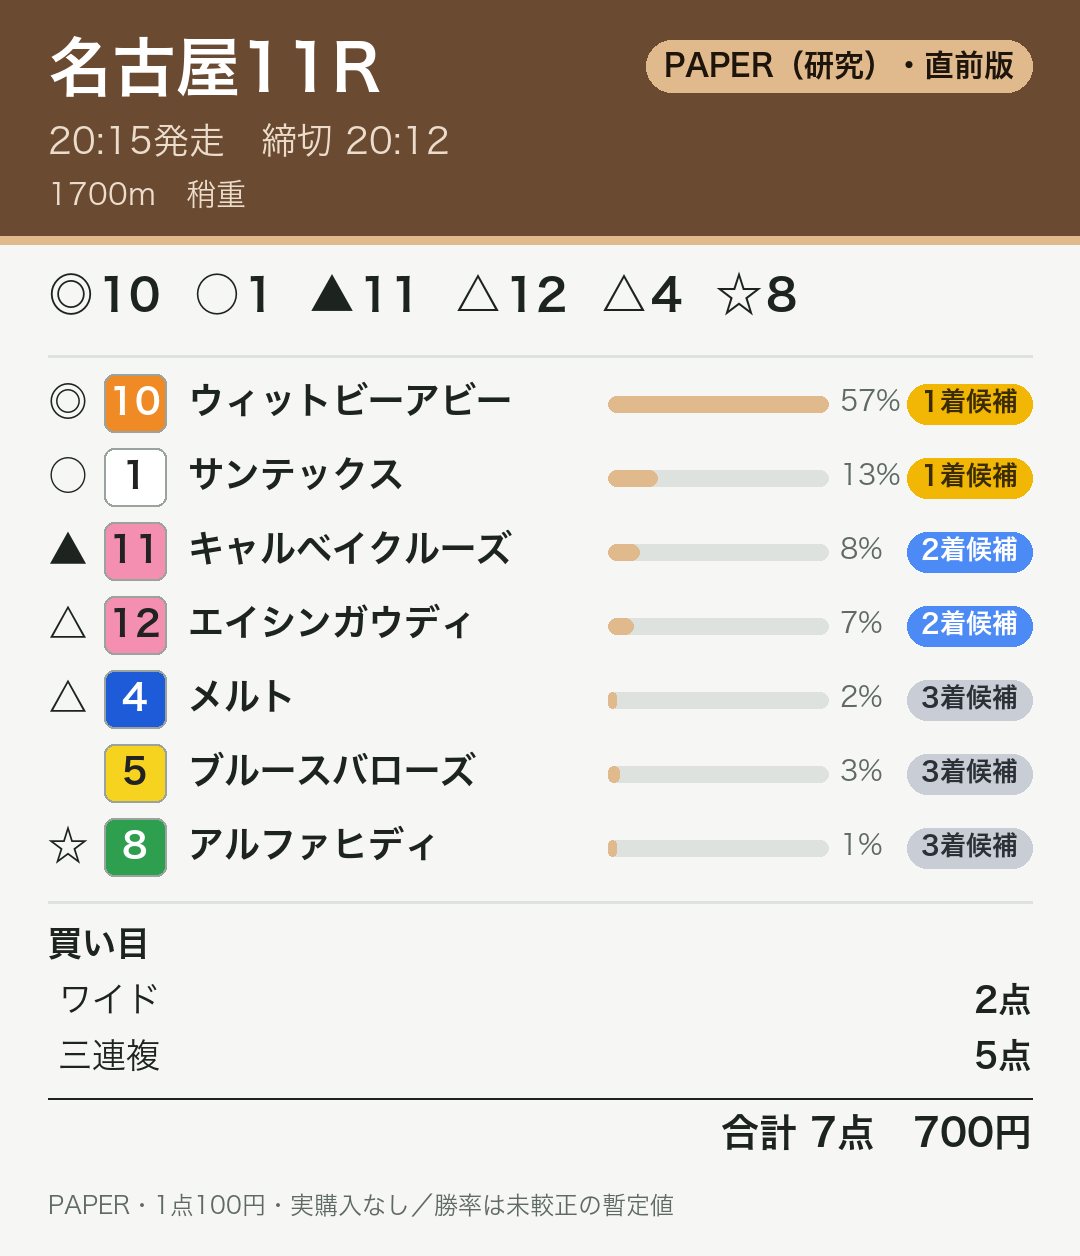 名古屋11R
PAPER（研究）・直前版
20:15発走　締切 20:12
1700m　稍重
◎10 ○1 ▲11 △12 △4 ☆8
◎ 10 ウィットビーアビー 57% 1着候補
○ 1 サンテックス 13% 1着候補
▲ 11 キャルベイクルーズ 8% 2着候補
△ 12 エイシンガウディ 7% 2着候補
△ 4 メルト 2% 3着候補
5 ブルースバローズ 3% 3着候補
☆ 8 アルファヒディ 1% 3着候補
買い目
ワイド 2点
三連複 5点
合計 7点　700円
PAPER・1点100円・実購入なし／勝率は未較正の暫定値